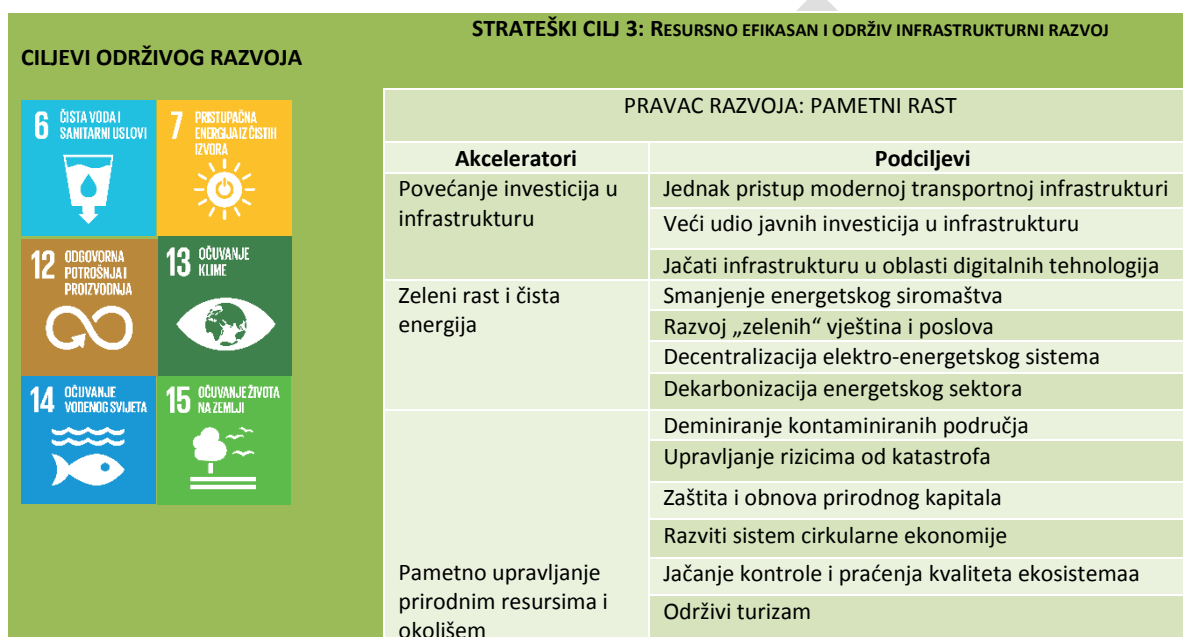 STRATEŠKI CILJ 3: RESURSNO EFIKASAN I ODRŽIV INFRASTRUKTURNI RAZVOJ
CILJEVI ODRŽIVOG RAZVOJA
6 ČISTA VODA I
SANITARNI USLOVI
7 PRISTUPAČNA
ENERGIJA IZ ČISTIH
IZVORA
12 ODGOVORNA
POTROŠNJA I
PROIZVODNJA
13 OČUVANJE
KLIME
14 OČUVANJE
VODENOG SVIJETA
15 OČUVANJE ŽIVOTA
NA ZEMLJI
PRAVAC RAZVOJA: PAMETNI RAST
Akceleratori
Podciljevi
Povećanje investicija u
infrastrukturu
Jednak pristup modernoj transportnoj infrastrukturi
Veći udio javnih investicija u infrastrukturu
Jačati infrastrukturu u oblasti digitalnih tehnologija
Zeleni rast i čista
energija
Smanjenje energetskog siromaštva
Razvoj „zelenih“ vještina i poslova
Decentralizacija elektro-energetskog sistema
Dekarbonizacija energetskog sektora
Pametno upravljanje
prirodnim resursima i
okolišem
Deminiranje kontaminiranih područja
Upravljanje rizicima od katastrofa
Zaštita i obnova prirodnog kapitala
Razviti sistem cirkularne ekonomije
Jačanje kontrole i praćenja kvaliteta ekosistemaa
Održivi turizam